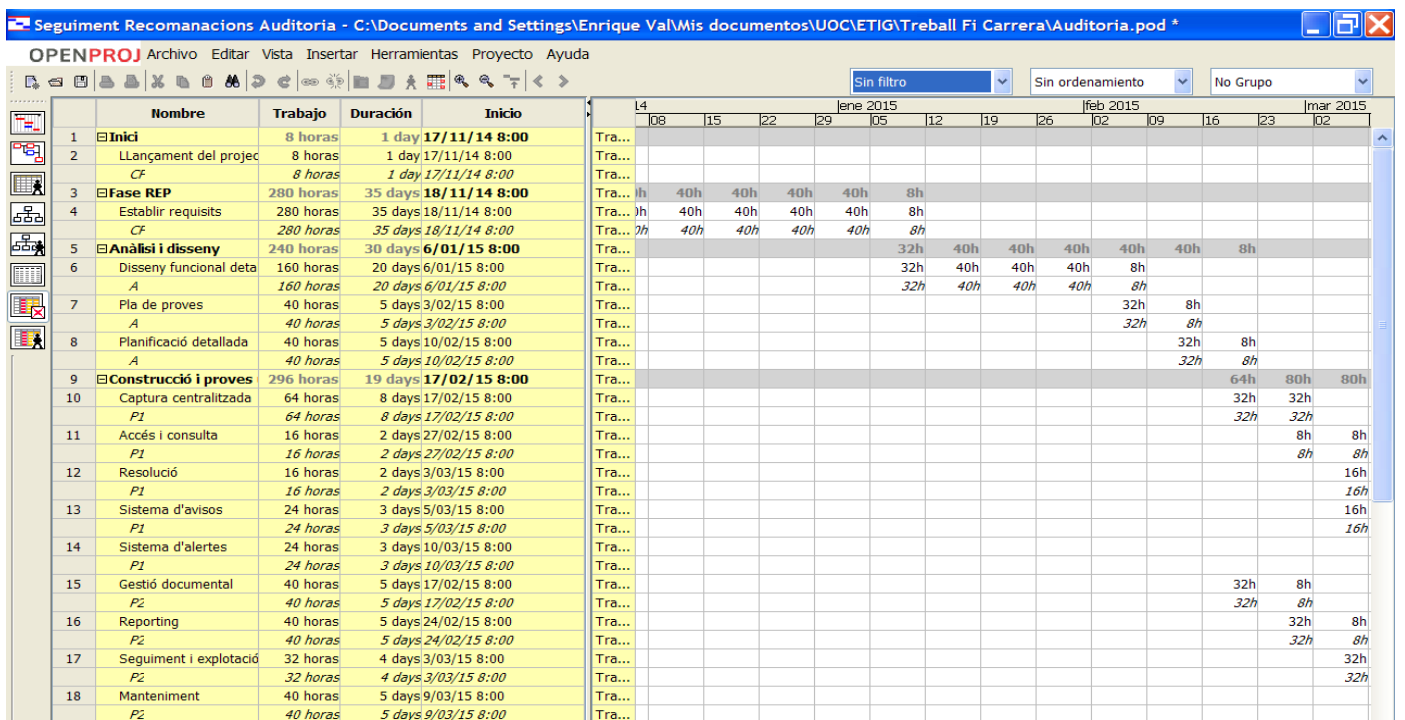 Seguiment Recomanacions Auditoria - C:\Documents and Settings\Enrique Val\Mis documentos\UOC\ETIG\Treball Fi Carrera\Auditoria.pod *
OPENPROJ Archivo Editar Vista Insertar Herramientas Proyecto Ayuda
Sin filtro Sin ordenamiento No Grupo
Nombre Trabajo Duración Inicio 14 ene 2015 feb 2015 mar 2015
08 15 22 29 05 12 19 26 02 09 16 23 02
1 Inici 8 horas 1 day 17/11/14 8:00 Tra...
2 LLançament del projec 8 horas 1 day 17/11/14 8:00 Tra...
CF 8 horas 1 day 17/11/14 8:00 Tra...
3 Fase REP 280 horas 35 days 18/11/14 8:00 Tra... 0h 40h 40h 40h 40h 8h
4 Establir requisits 280 horas 35 days 18/11/14 8:00 Tra... 0h 40h 40h 40h 40h 8h
CF 280 horas 35 days 18/11/14 8:00 Tra... 0h 40h 40h 40h 40h 8h
5 Anàlisi i disseny 240 horas 30 days 6/01/15 8:00 Tra... 32h 40h 40h 40h 40h 40h 8h
6 Disseny funcional deta 160 horas 20 days 6/01/15 8:00 Tra... 32h 40h 40h 40h 8h
A 160 horas 20 days 6/01/15 8:00 Tra... 32h 40h 40h 40h 8h
7 Pla de proves 40 horas 5 days 3/02/15 8:00 Tra... 32h 8h
A 40 horas 5 days 3/02/15 8:00 Tra... 32h 8h
8 Planificació detallada 40 horas 5 days 10/02/15 8:00 Tra... 32h 8h
A 40 horas 5 days 10/02/15 8:00 Tra... 32h 8h
9 Construcció i proves 296 horas 19 days 17/02/15 8:00 Tra... 64h 80h 80h
10 Captura centralitzada 64 horas 8 days 17/02/15 8:00 Tra... 32h 32h
P1 64 horas 8 days 17/02/15 8:00 Tra... 32h 32h
11 Accés i consulta 16 horas 2 days 27/02/15 8:00 Tra... 8h 8h
P1 16 horas 2 days 27/02/15 8:00 Tra... 8h 8h
12 Resolució 16 horas 2 days 3/03/15 8:00 Tra... 16h
P1 16 horas 2 days 3/03/15 8:00 Tra... 16h
13 Sistema d'avisos 24 horas 3 days 5/03/15 8:00 Tra... 16h
P1 24 horas 3 days 5/03/15 8:00 Tra... 16h
14 Sistema d'alertes 24 horas 3 days 10/03/15 8:00 Tra...
P1 24 horas 3 days 10/03/15 8:00 Tra...
15 Gestió documental 40 horas 5 days 17/02/15 8:00 Tra... 32h 8h
P2 40 horas 5 days 17/02/15 8:00 Tra... 32h 8h
16 Reporting 40 horas 5 days 24/02/15 8:00 Tra... 32h 8h
P2 40 horas 5 days 24/02/15 8:00 Tra... 32h 8h
17 Seguiment i explotació 32 horas 4 days 3/03/15 8:00 Tra... 32h
P2 32 horas 4 days 3/03/15 8:00 Tra... 32h
18 Manteniment 40 horas 5 days 9/03/15 8:00 Tra...
P2 40 horas 5 days 9/03/15 8:00 Tra...